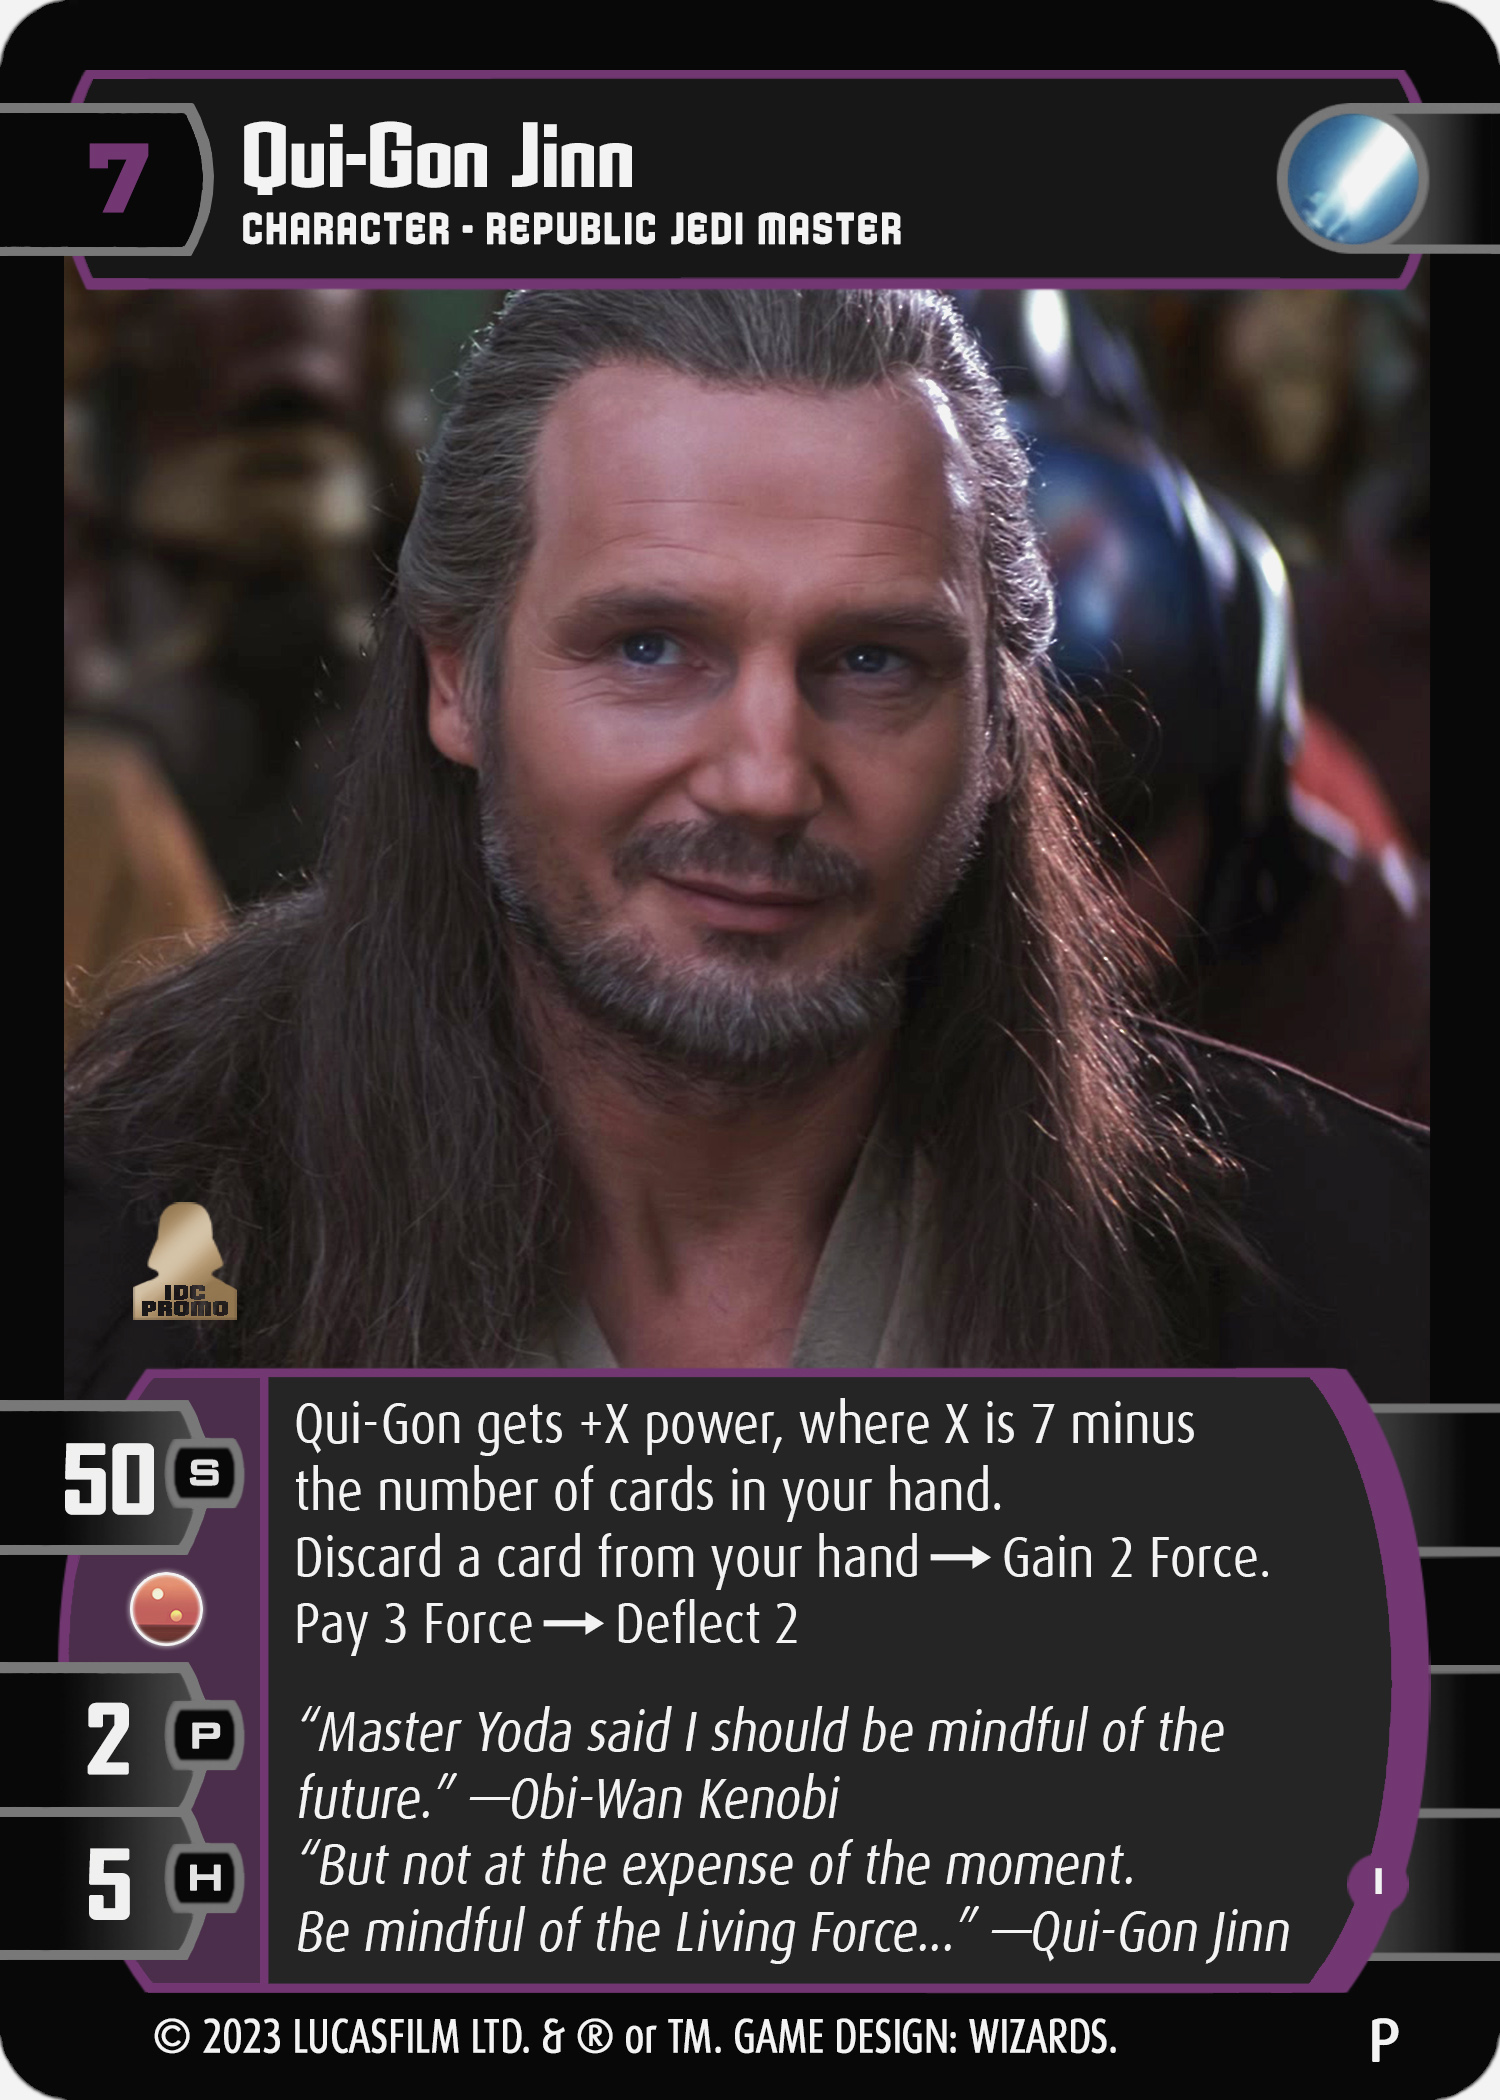 7
Qui-Gon Jinn
CHARACTER - REPUBLIC JEDI MASTER
IDC
PROMO
50 S
2 P
5 H
Qui-Gon gets +X power, where X is 7 minus
the number of cards in your hand.
Discard a card from your hand → Gain 2 Force.
Pay 3 Force → Deflect 2
“Master Yoda said I should be mindful of the
future.” —Obi-Wan Kenobi
“But not at the expense of the moment.
Be mindful of the Living Force...” —Qui-Gon Jinn
I
© 2023 LUCASFILM LTD. & ® or TM. GAME DESIGN: WIZARDS.
P